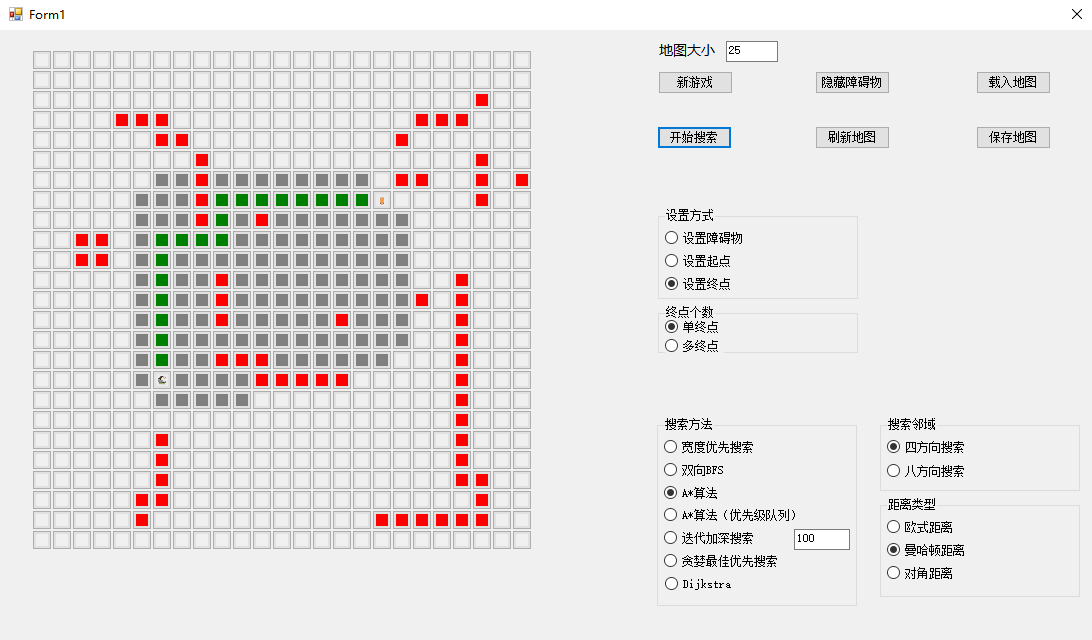 Form1
地图大小 25
新游戏 隐藏障碍物 载入地图
开始搜索 刷新地图 保存地图
设置方式
设置障碍物
设置起点
设置终点
终点个数
单终点
多终点
搜索方法
宽度优先搜索
双向BFS
A*算法
A*算法（优先级队列）
迭代加深搜索 100
贪婪最佳优先搜索
Dijkstra
搜索邻域
四方向搜索
八方向搜索
距离类型
欧式距离
曼哈顿距离
对角距离